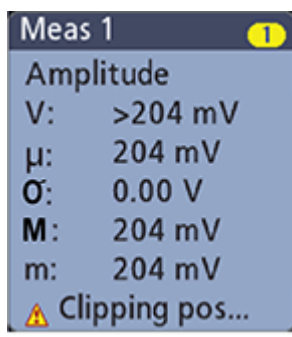 Meas 1 1
Amplitude
V: >204 mV
μ: 204 mV
σ: 0.00 V
M: 204 mV
m: 204 mV
Clipping pos...